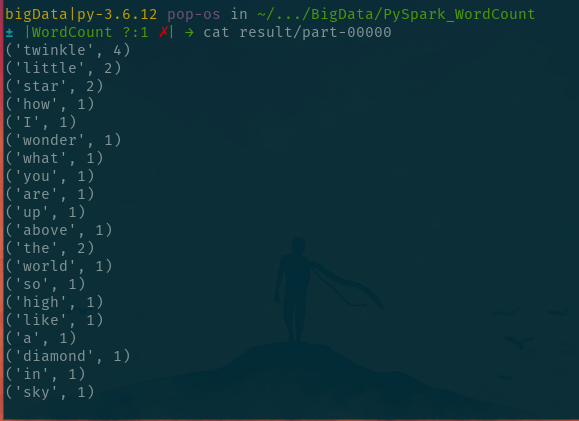 bigData|py-3.6.12 pop-os in ~/.../BigData/PySpark_WordCount
± |WordCount ?:1 ✗| → cat result/part-00000
('twinkle', 4)
('little', 2)
('star', 2)
('how', 1)
('I', 1)
('wonder', 1)
('what', 1)
('you', 1)
('are', 1)
('up', 1)
('above', 1)
('the', 2)
('world', 1)
('so', 1)
('high', 1)
('like', 1)
('a', 1)
('diamond', 1)
('in', 1)
('sky', 1)